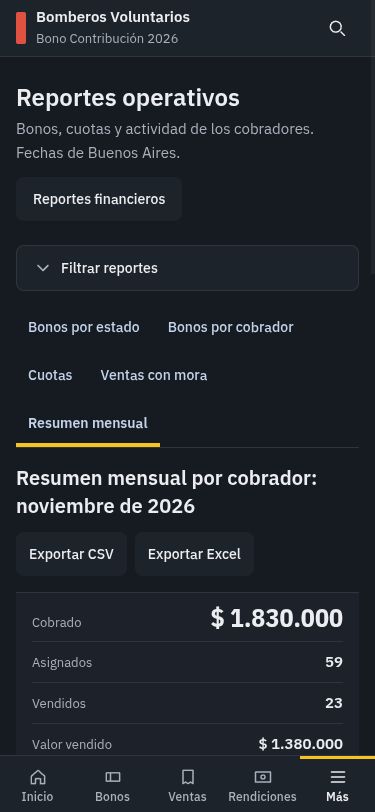 Bomberos Voluntarios
Bono Contribución 2026
Reportes operativos
Bonos, cuotas y actividad de los cobradores.
Fechas de Buenos Aires.
Reportes financieros
Filtrar reportes
Bonos por estado Bonos por cobrador
Cuotas Ventas con mora
Resumen mensual
Resumen mensual por cobrador:
noviembre de 2026
Exportar CSV Exportar Excel
Cobrado $ 1.830.000
Asignados 59
Vendidos 23
Valor vendido $ 1.380.000
Inicio Bonos Ventas Rendiciones Más